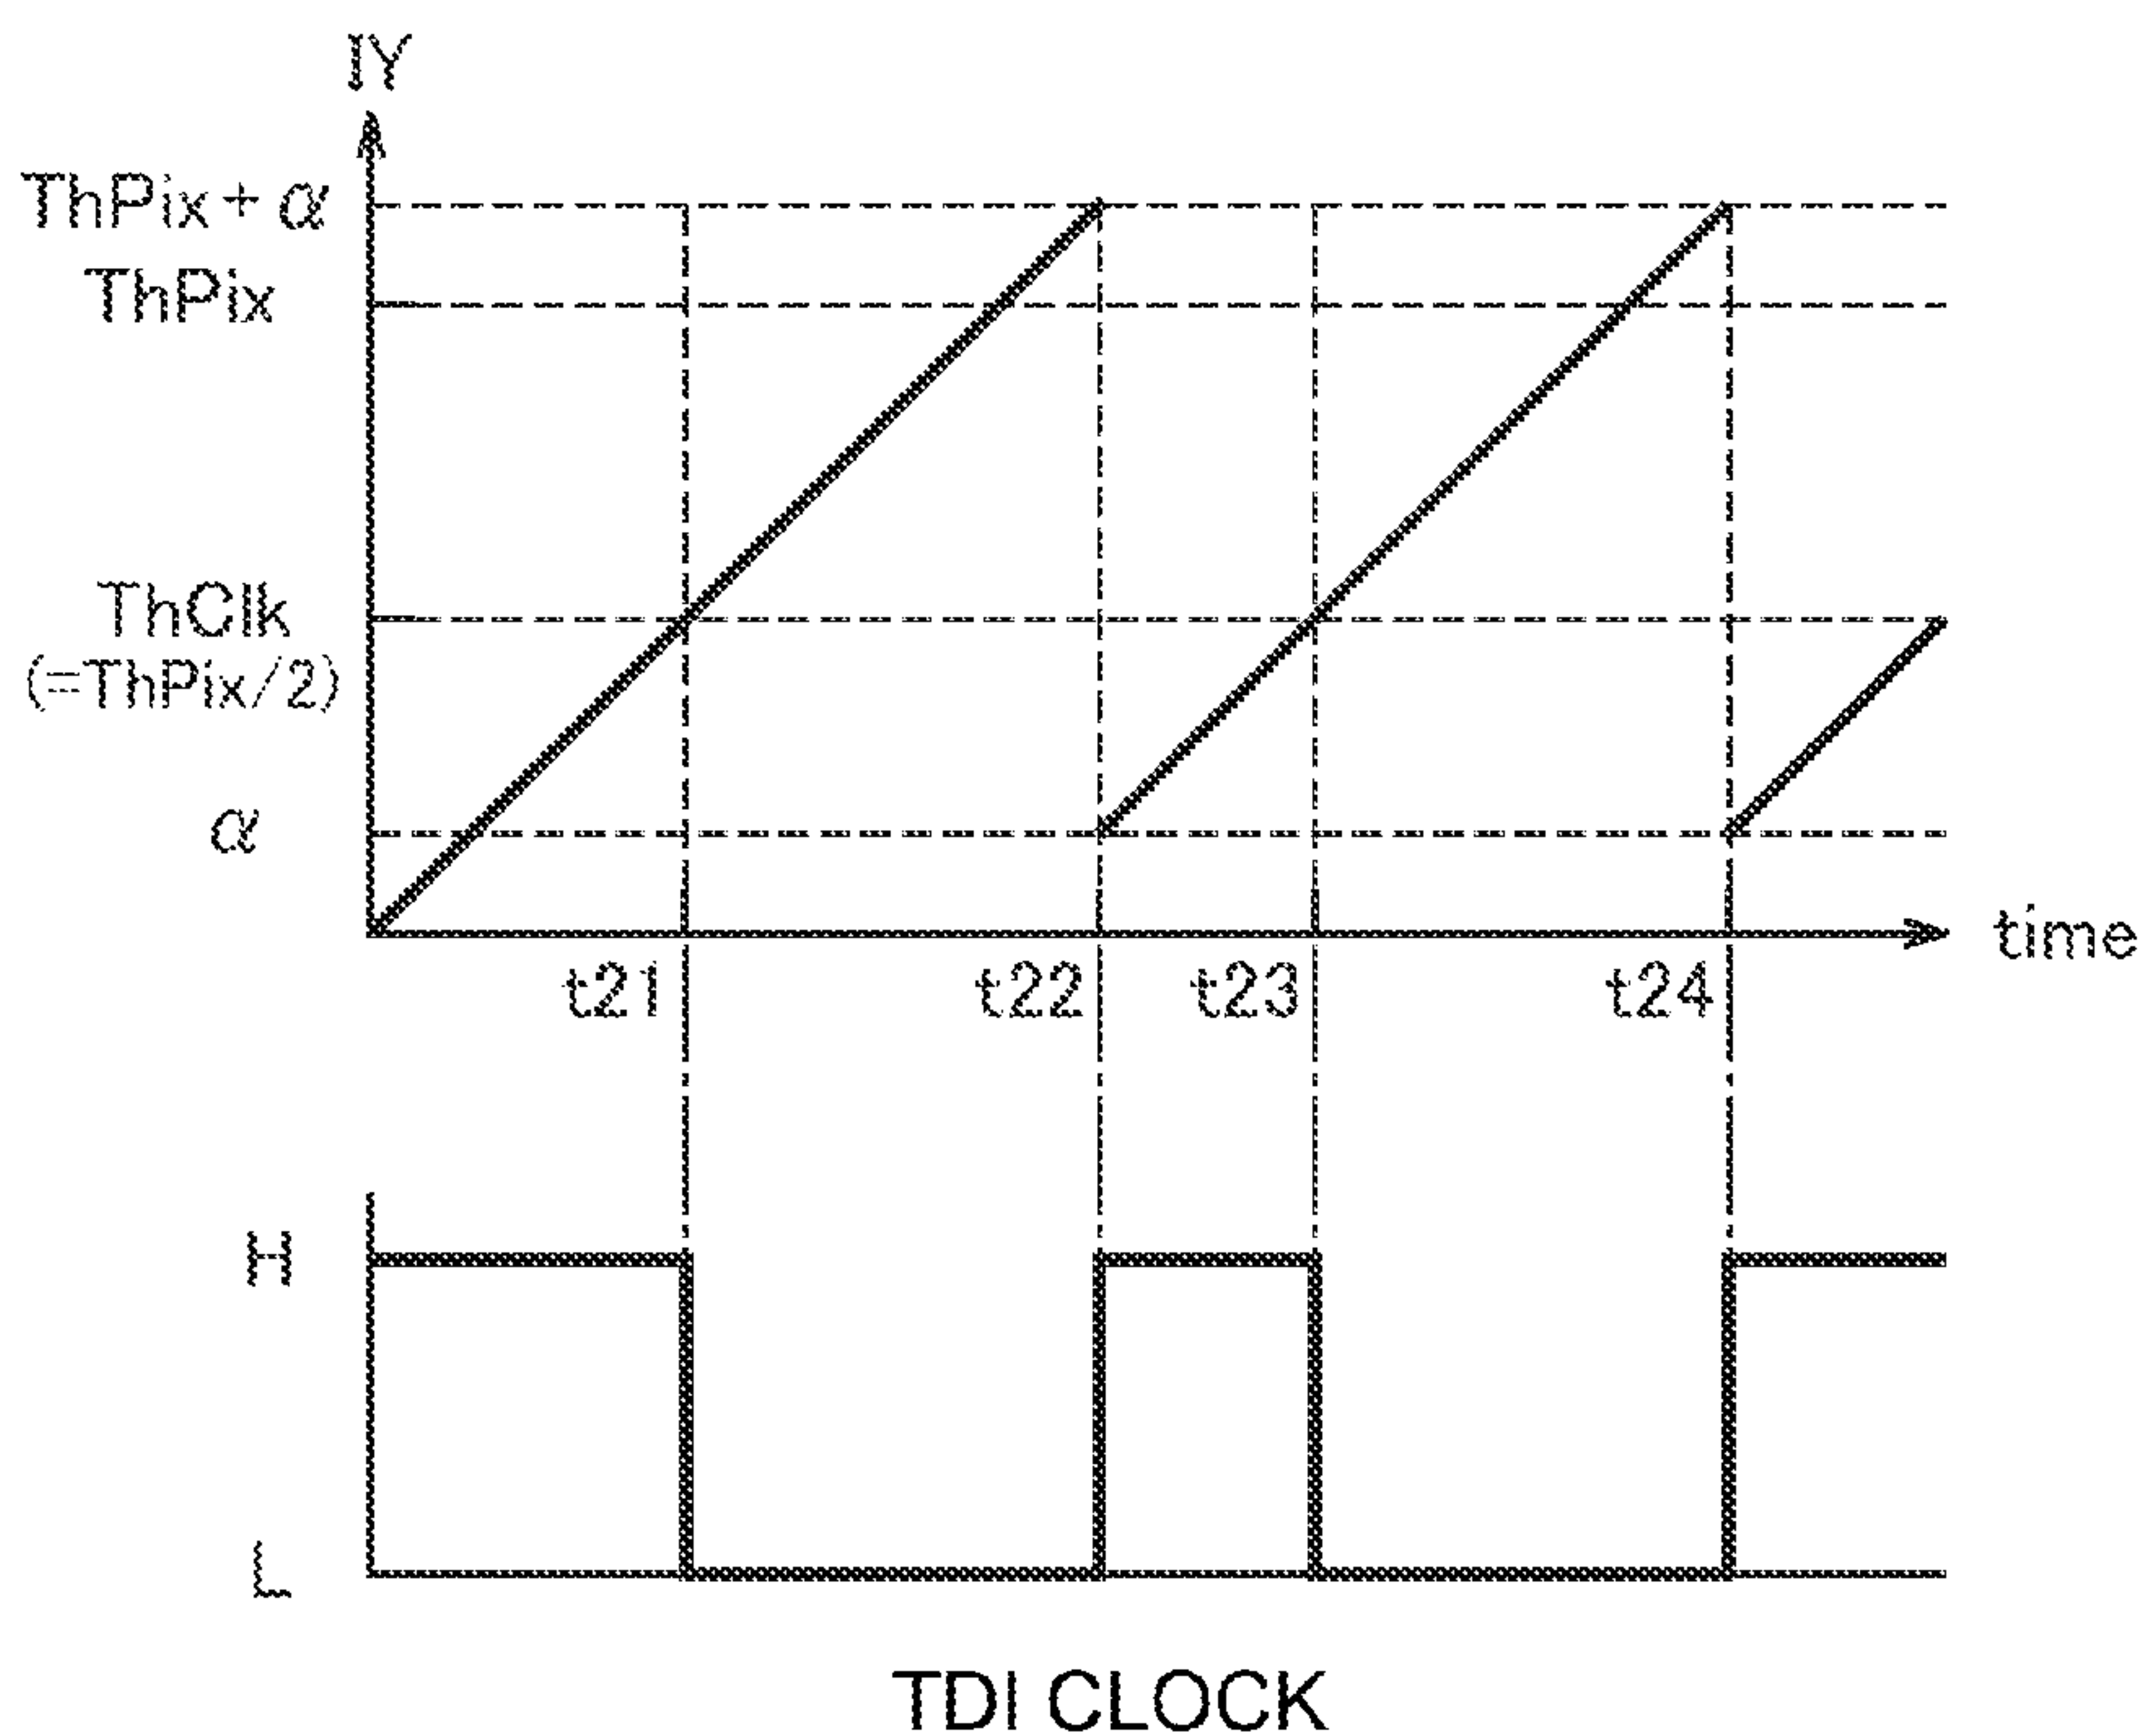 IY
ThPix+α
ThPix
ThClk
(=ThPix/2)
α
time
t21 t22 t23 t24
H
L
TDI CLOCK